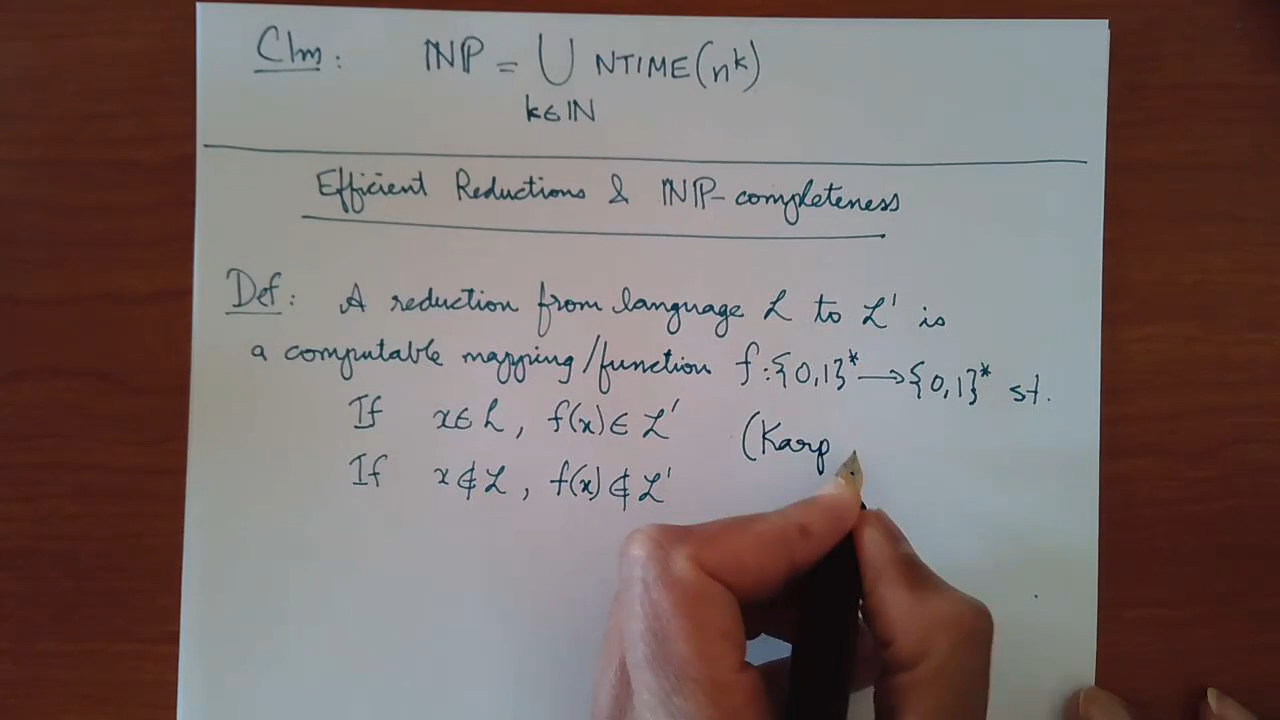 Clm: NP = ∪ NTIME(n^k)
k∈ℕ
Efficient Reductions & NP-completeness
Def: A reduction from language L to L' is
a computable mapping/function f:{0,1}* → {0,1}* st.
If x∈L, f(x)∈L'
(Karp
If x∉L, f(x)∉L'